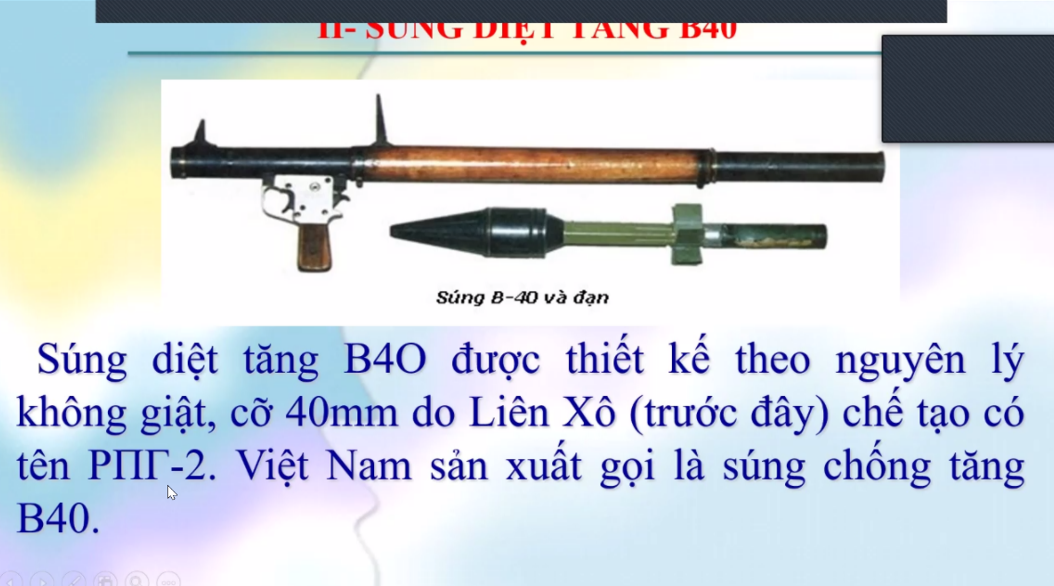 II- SÚNG DIỆT TĂNG B40
Súng B-40 và đạn
Súng diệt tăng B4O được thiết kế theo nguyên lý
không giật, cỡ 40mm do Liên Xô (trước đây) chế tạo có
tên РПГ-2. Việt Nam sản xuất gọi là súng chống tăng
B40.